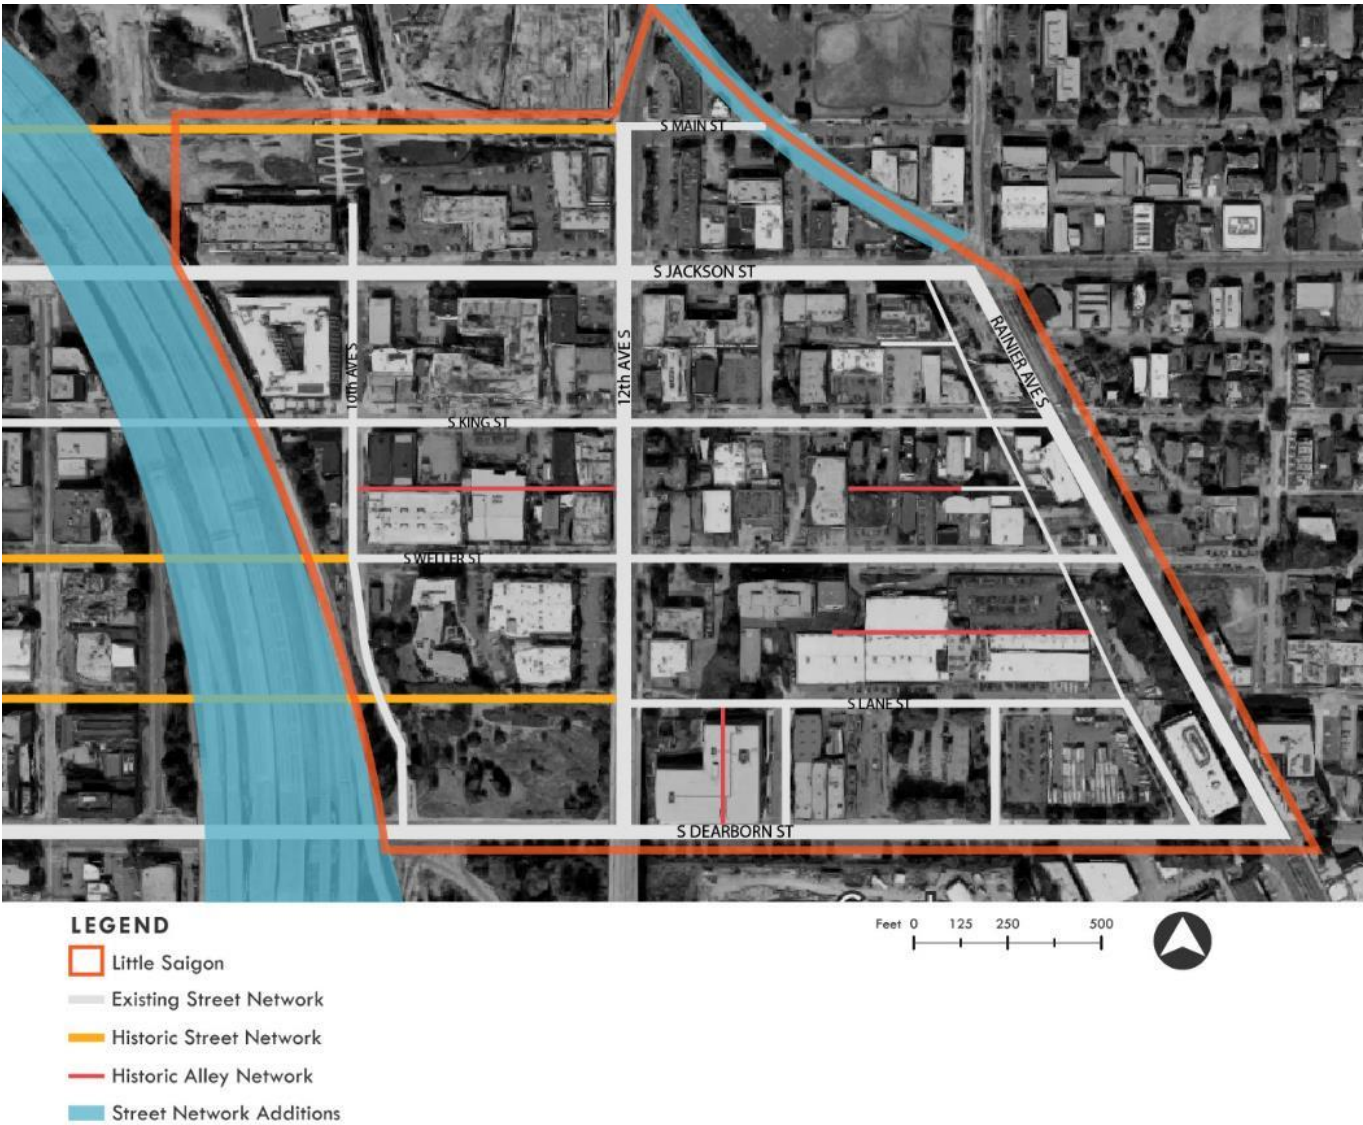 S MAIN ST
S JACKSON ST
RAINIER AVE S
10th AVE S
12th AVE S
S KING ST
S WELLER ST
S LANE ST
S DEARBORN ST
LEGEND
Little Saigon
Existing Street Network
Historic Street Network
Historic Alley Network
Street Network Additions
Feet 0 125 250 500